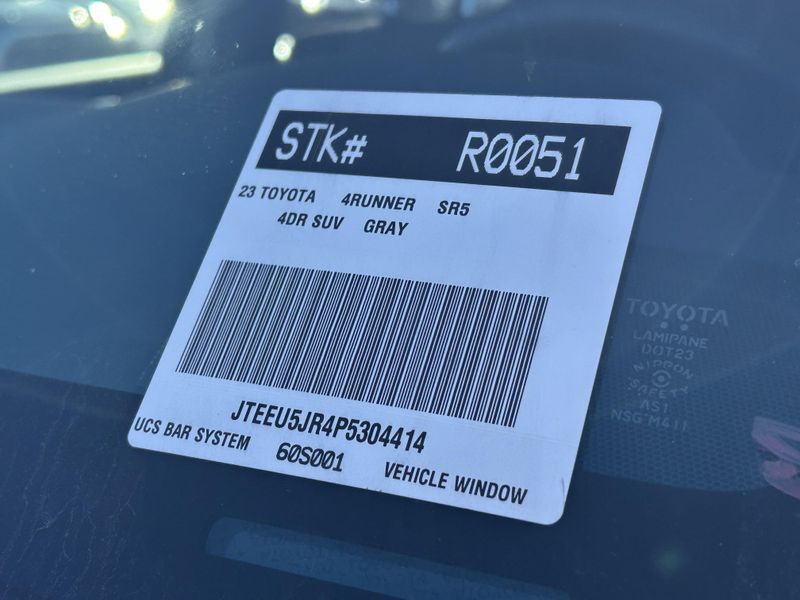 STK# R0051
23 TOYOTA 4RUNNER SR5
4DR SUV GRAY
JTEEU5JR4P5304414
UCS BAR SYSTEM 60S001 VEHICLE WINDOW
TOYOTA
LAMIPANE
DOT23
NIPPON
SAFETY
AS1
NSG M411